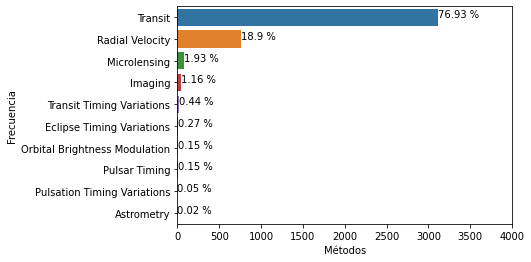 Transit 76.93 %
Radial Velocity 18.9 %
Microlensing 1.93 %
Imaging 1.16 %
Transit Timing Variations 0.44 %
Eclipse Timing Variations 0.27 %
Orbital Brightness Modulation 0.15 %
Pulsar Timing 0.15 %
Pulsation Timing Variations 0.05 %
Astrometry 0.02 %
Frecuencia
0 500 1000 1500 2000 2500 3000 3500 4000
Métodos